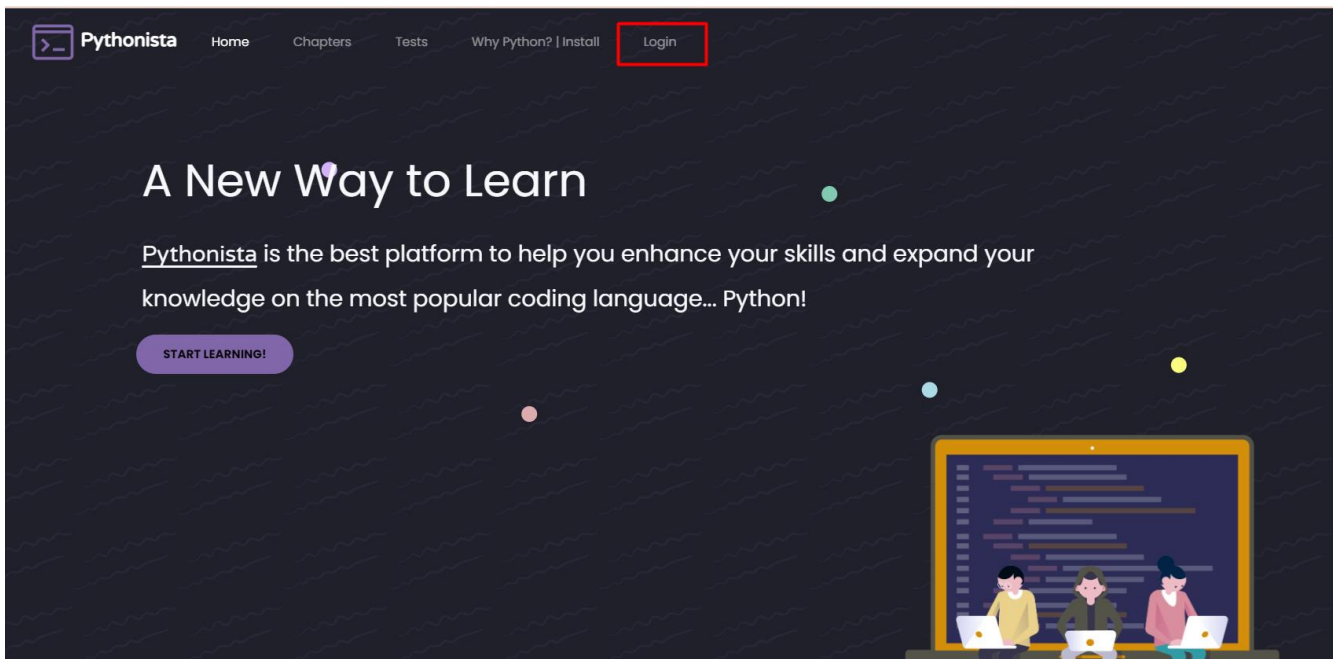 Pythonista Home Chapters Tests Why Python? | Install Login
A New Way to Learn
Pythonista is the best platform to help you enhance your skills and expand your
knowledge on the most popular coding language... Python!
START LEARNING!